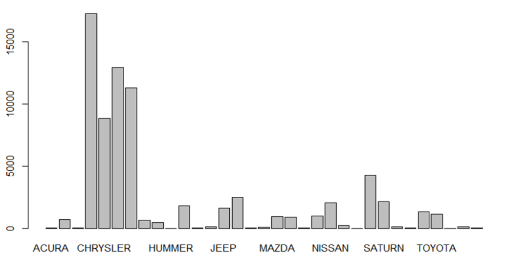 15000
10000
5000
0
ACURA CHRYSLER HUMMER JEEP MAZDA NISSAN SATURN TOYOTA